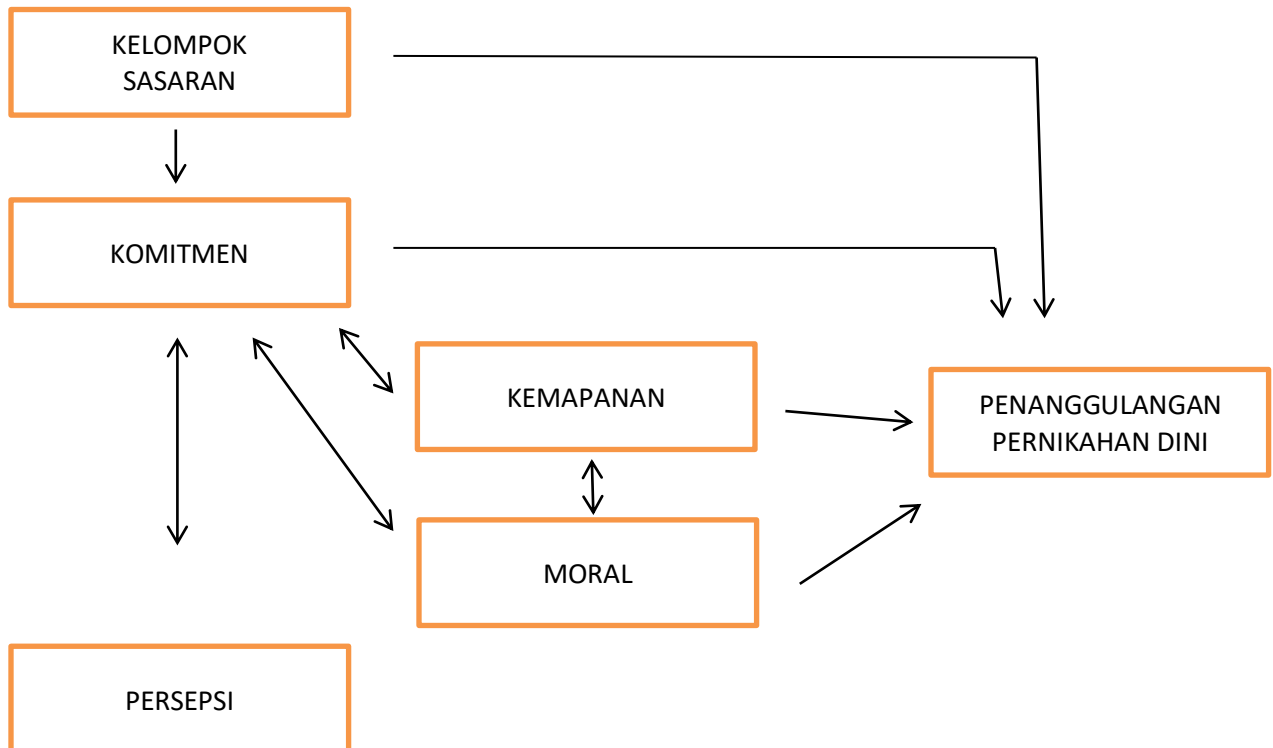 KELOMPOK
SASARAN
KOMITMEN
KEMAPANAN
PENANGGULANGAN
PERNIKAHAN DINI
MORAL
PERSEPSI